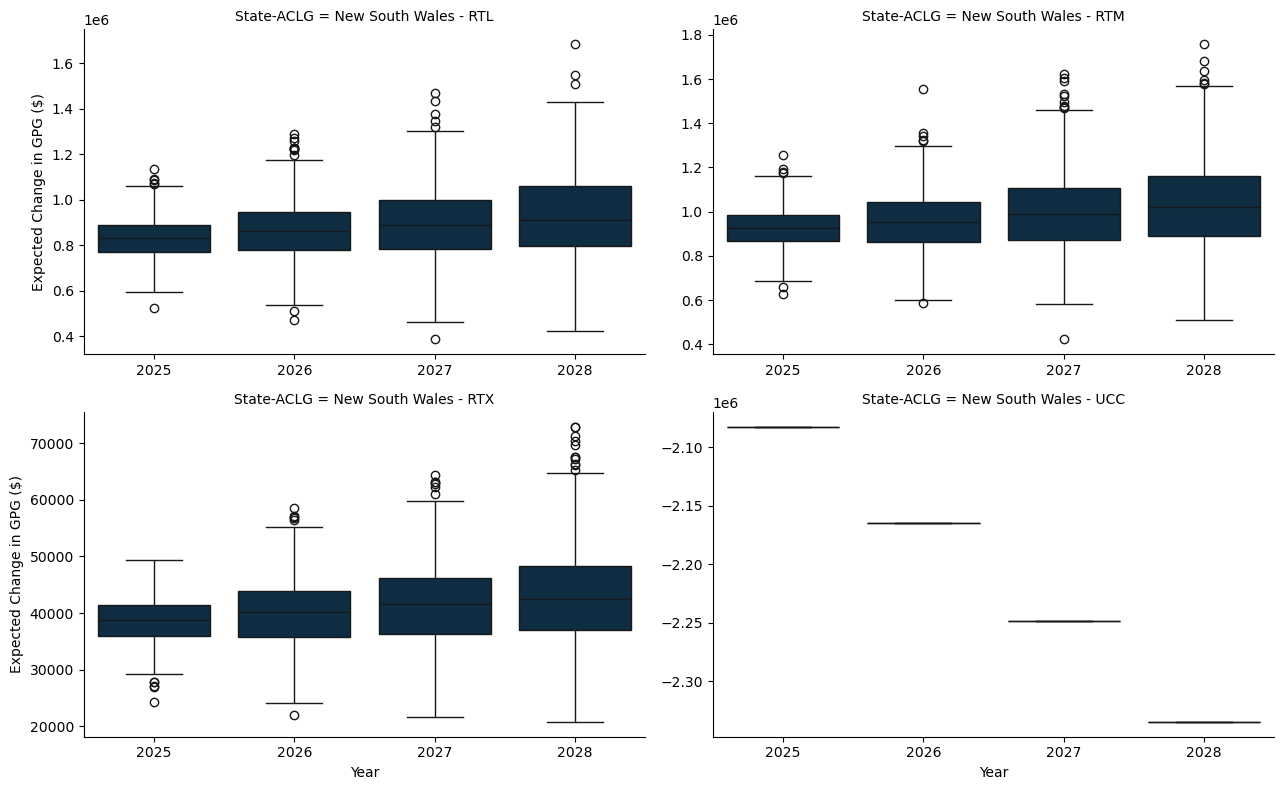 State-ACLG = New South Wales - RTL
1e6
Expected Change in GPG ($)
1.6
1.4
1.2
1.0
0.8
0.6
0.4
2025 2026 2027 2028
State-ACLG = New South Wales - RTM
1e6
1.8
1.6
1.4
1.2
1.0
0.8
0.6
0.4
2025 2026 2027 2028
State-ACLG = New South Wales - RTX
Expected Change in GPG ($)
70000
60000
50000
40000
30000
20000
2025 2026 2027 2028
Year
State-ACLG = New South Wales - UCC
1e6
−2.10
−2.15
−2.20
−2.25
−2.30
2025 2026 2027 2028
Year